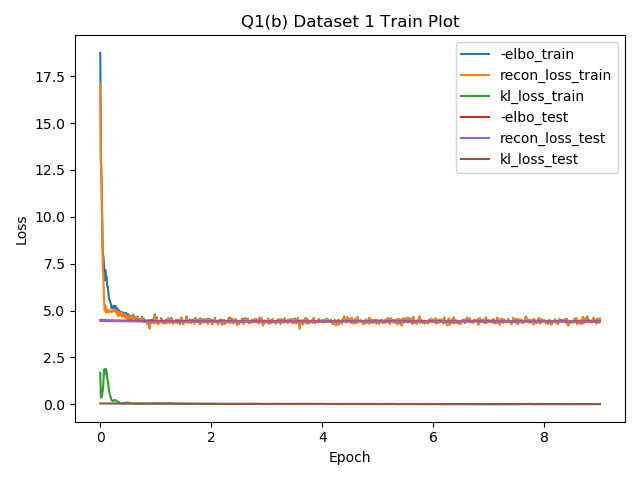 Q1(b) Dataset 1 Train Plot
-elbo_train
recon_loss_train
kl_loss_train
-elbo_test
recon_loss_test
kl_loss_test
Loss
17.5
15.0
12.5
10.0
7.5
5.0
2.5
0.0
0 2 4 6 8
Epoch